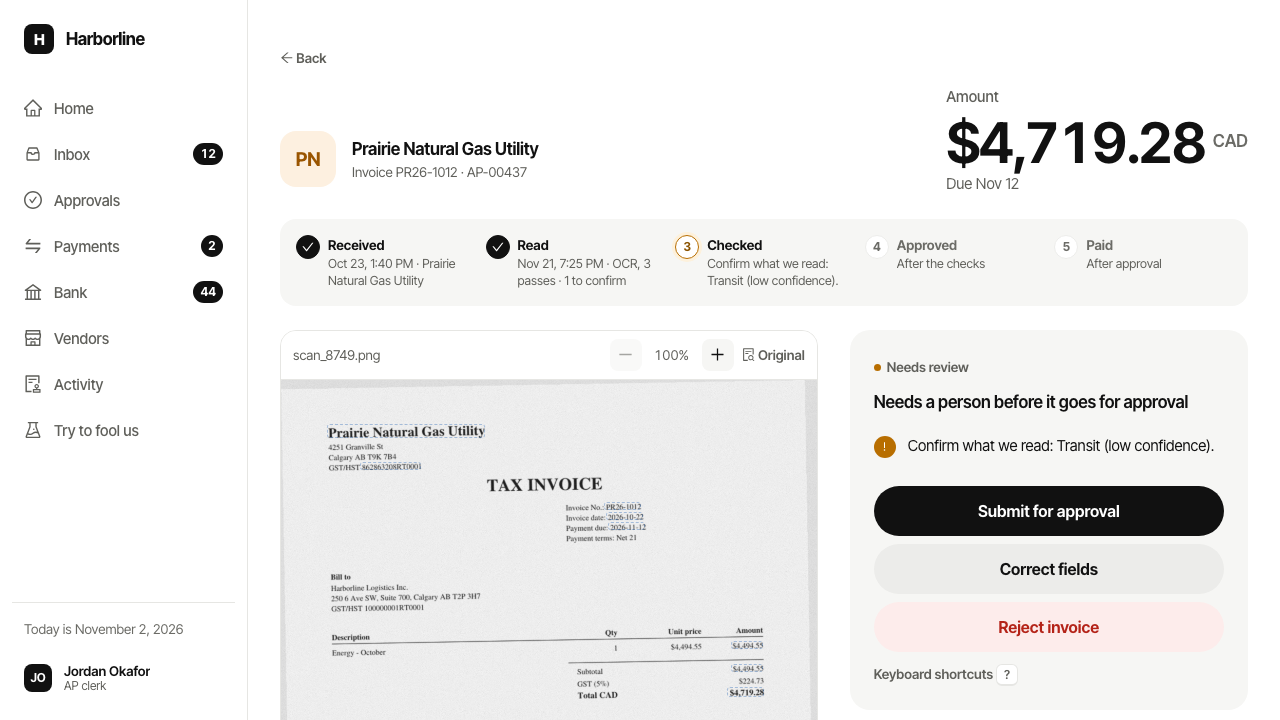 H Harborline
Home
Inbox 12
Approvals
Payments 2
Bank 44
Vendors
Activity
Try to fool us
Today is November 2, 2026
JO Jordan Okafor
AP clerk
← Back
PN Prairie Natural Gas Utility
Invoice PR26-1012 · AP-00437
Amount
$4,719.28 CAD
Due Nov 12
Received
Oct 23, 1:40 PM · Prairie
Natural Gas Utility
Read
Nov 21, 7:25 PM · OCR, 3
passes · 1 to confirm
3 Checked
Confirm what we read:
Transit (low confidence).
4 Approved
After the checks
5 Paid
After approval
scan_8749.png
100%
Original
Prairie Natural Gas Utility
4251 Granville St
Calgary AB T9K 7B4
GST/HST 862863208RT0001
TAX INVOICE
Invoice No.: PR26-1012
Invoice date: 2026-10-22
Payment due: 2026-11-12
Payment terms: Net 21
Bill to
Harborline Logistics Inc.
250 6 Ave SW, Suite 700, Calgary AB T2P 3H7
GST/HST 100000001RT0001
Description Qty Unit price Amount
Energy - October 1 $4,494.55 $4,494.55
Subtotal $4,494.55
GST (5%) $224.73
Total CAD $4,719.28
Needs review
Needs a person before it goes for approval
! Confirm what we read: Transit (low confidence).
Submit for approval
Correct fields
Reject invoice
Keyboard shortcuts ?